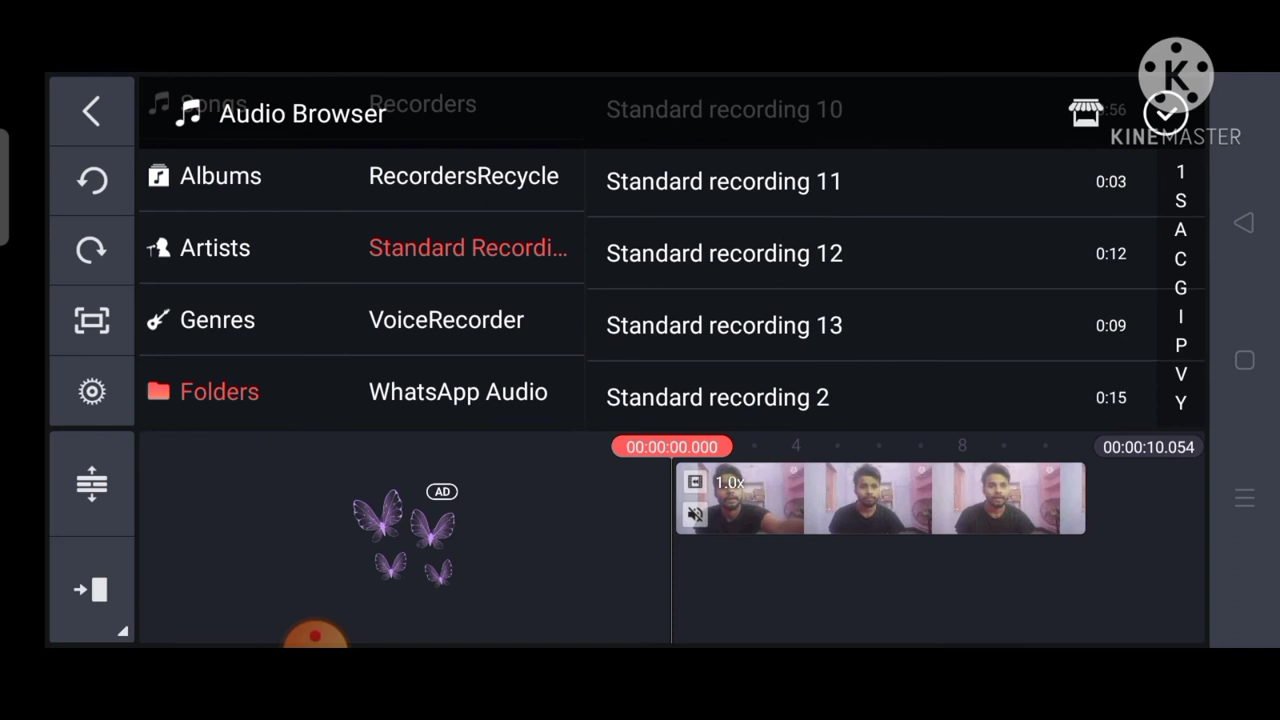 Songs
Recorders
Standard recording 10
:56
Audio Browser
KINEMASTER
Albums
RecordersRecycle
Standard recording 11
0:03
Artists
Standard Recordi...
Standard recording 12
0:12
Genres
VoiceRecorder
Standard recording 13
0:09
Folders
WhatsApp Audio
Standard recording 2
0:15
1
S
A
C
G
I
P
V
Y
00:00:00.000
4
8
00:00:10.054
1.0x
AD
K